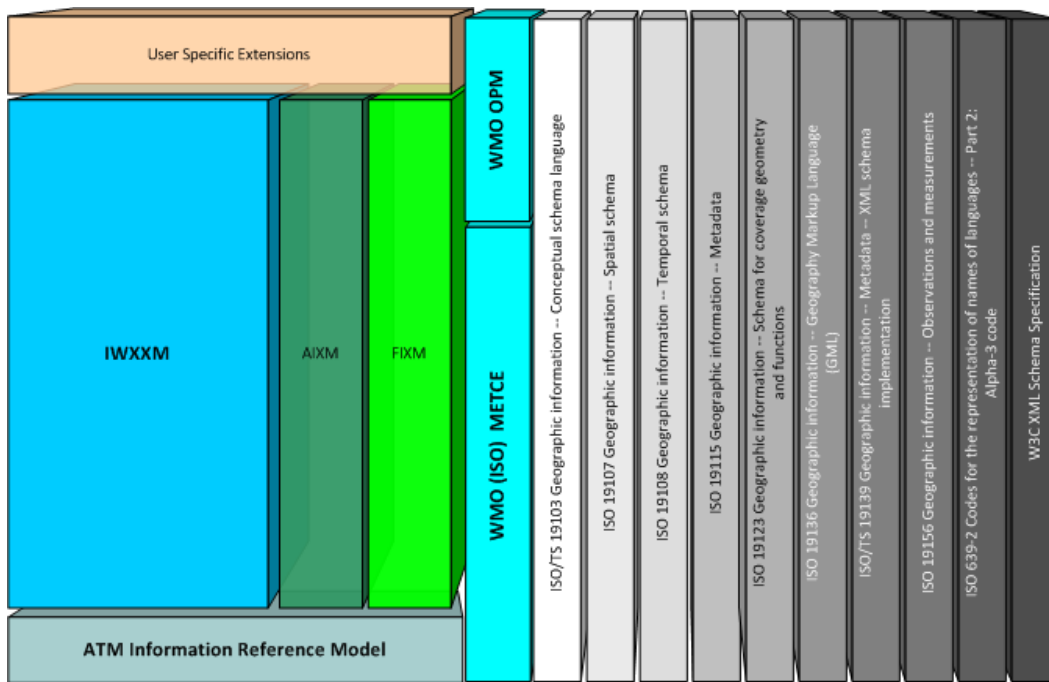 User Specific Extensions
IWXXM
AIXM
FIXM
ATM Information Reference Model
WMO OPM
WMO (ISO) METCE
ISO/TS 19103 Geographic information -- Conceptual schema language
ISO 19107 Geographic information -- Spatial schema
ISO 19108 Geographic information -- Temporal schema
ISO 19115 Geographic information -- Metadata
ISO 19123 Geographic information -- Schema for coverage geometry
and functions
ISO 19136 Geographic information -- Geography Markup Language
(GML)
ISO/TS 19139 Geographic information -- Metadata -- XML schema
implementation
ISO 19156 Geographic information -- Observations and measurements
ISO 639-2 Codes for the representation of names of languages -- Part 2:
Alpha-3 code
W3C XML Schema Specification